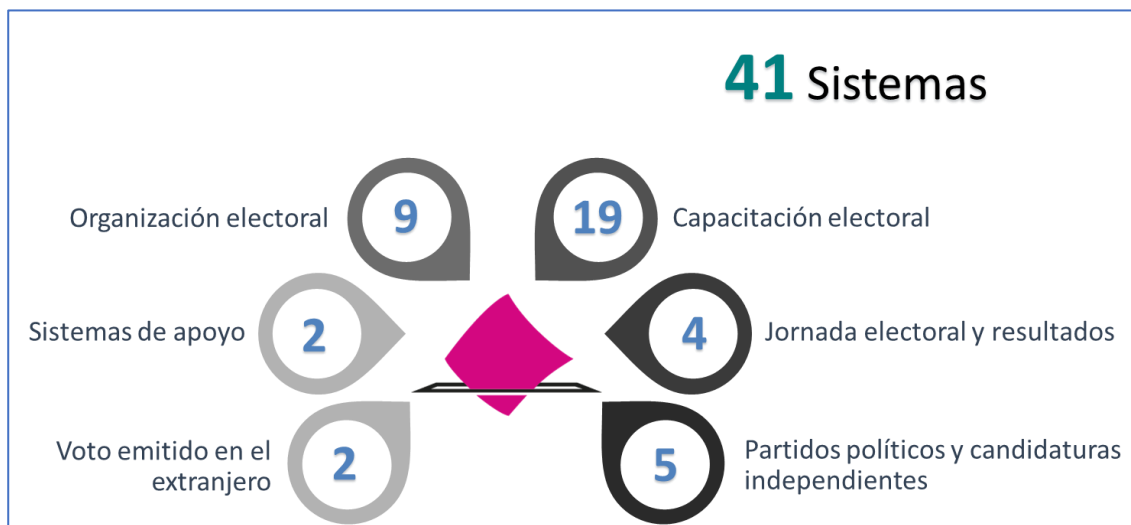 41 Sistemas
Organización electoral
9
19
Capacitación electoral
Sistemas de apoyo
2
4
Jornada electoral y resultados
Voto emitido en el
extranjero
2
5
Partidos políticos y candidaturas
independientes